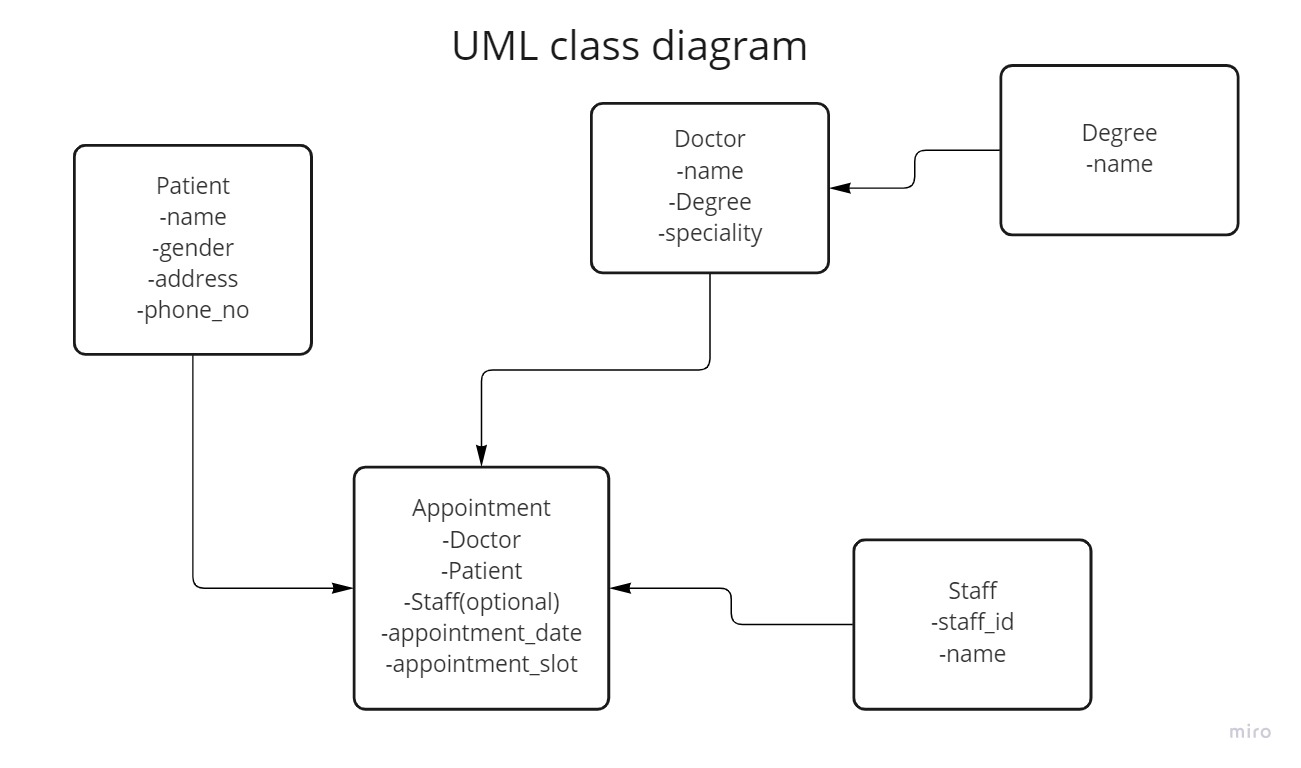 UML class diagram
Patient
-name
-gender
-address
-phone_no
Doctor
-name
-Degree
-speciality
Degree
-name
Appointment
-Doctor
-Patient
-Staff(optional)
-appointment_date
-appointment_slot
Staff
-staff_id
-name
miro